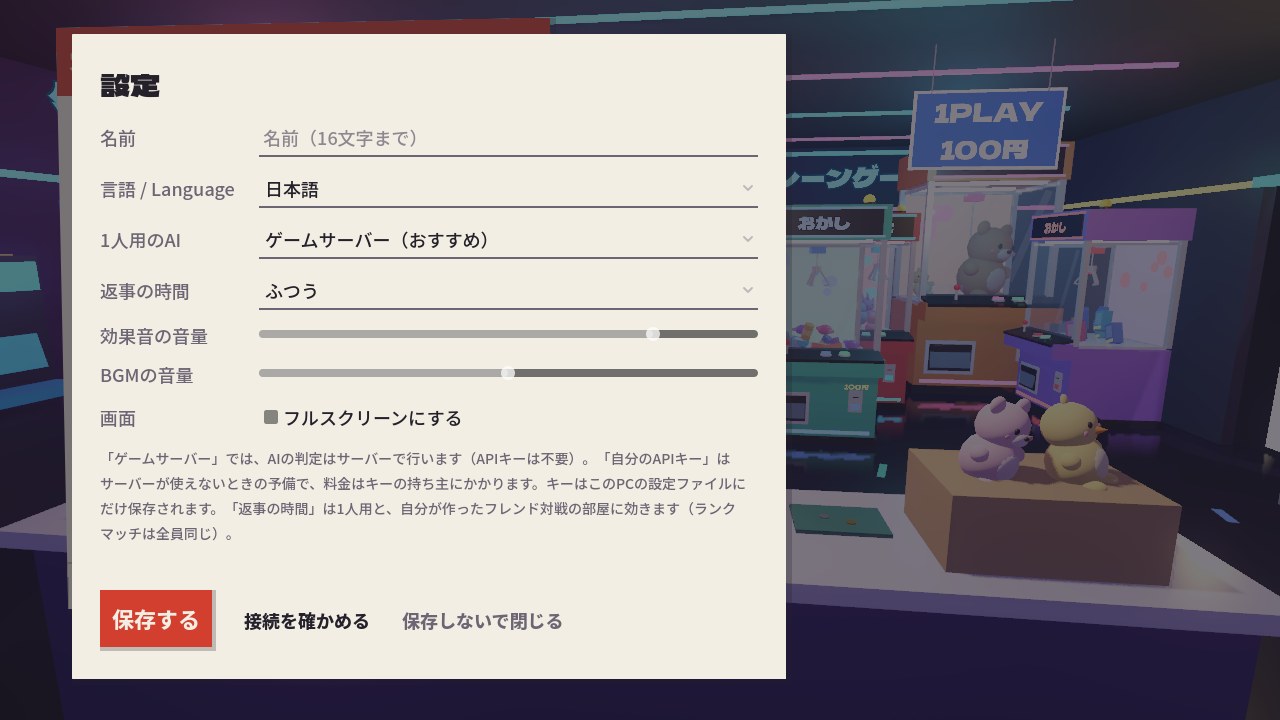 設定
名前 名前（16文字まで）
言語 / Language 日本語
1人用のAI ゲームサーバー（おすすめ）
返事の時間 ふつう
効果音の音量
BGMの音量
画面 フルスクリーンにする
「ゲームサーバー」では、AIの判定はサーバーで行います（APIキーは不要）。「自分のAPIキー」は
サーバーが使えないときの予備で、料金はキーの持ち主にかかります。キーはこのPCの設定ファイルに
だけ保存されます。「返事の時間」は1人用と、自分が作ったフレンド対戦の部屋に効きます（ランク
マッチは全員同じ）。
保存する 接続を確かめる 保存しないで閉じる
1PLAY
100円
レーンゲー
おかし
おかし
100円